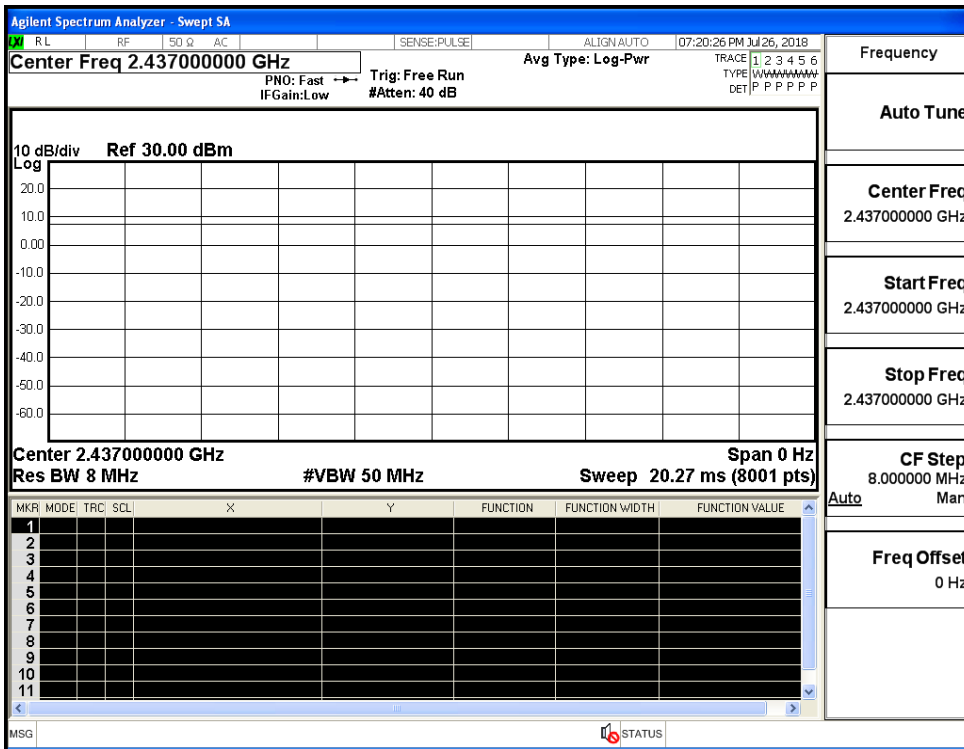 Agilent Spectrum Analyzer - Swept SA
LXI RL RF 50 Ω AC SENSE:PULSE ALIGN AUTO 07:20:26 PM Jul 26, 2018
Center Freq 2.437000000 GHz
PNO: Fast
IFGain:Low
Trig: Free Run
#Atten: 40 dB
Avg Type: Log-Pwr
TRACE 1 2 3 4 5 6
TYPE WWWWWW
DET P P P P P P
10 dB/div Ref 30.00 dBm
Log
20.0
10.0
0.00
-10.0
-20.0
-30.0
-40.0
-50.0
-60.0
Center 2.437000000 GHz Span 0 Hz
Res BW 8 MHz #VBW 50 MHz Sweep 20.27 ms (8001 pts)
MKR MODE TRC SCL X Y FUNCTION FUNCTION WIDTH FUNCTION VALUE
1
2
3
4
5
6
7
8
9
10
11
MSG STATUS
Frequency
Auto Tune
Center Freq
2.437000000 GHz
Start Freq
2.437000000 GHz
Stop Freq
2.437000000 GHz
CF Step
8.000000 MHz
Auto Man
Freq Offset
0 Hz